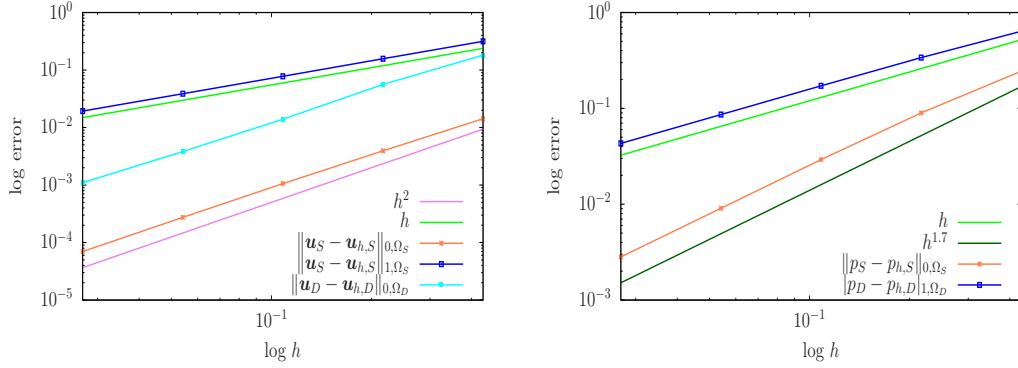 10^0
10^{-1}
10^{-2}
10^{-3}
10^{-4}
10^{-5}
log error
10^{-1}
log h
h^2
h
‖u_S − u_{h,S}‖_{0,Ω_S}
‖u_S − u_{h,S}‖_{1,Ω_S}
‖u_D − u_{h,D}‖_{0,Ω_D}
10^0
10^{-1}
10^{-2}
10^{-3}
log error
10^{-1}
log h
h
h^{1.7}
‖p_S − p_{h,S}‖_{0,Ω_S}
|p_D − p_{h,D}|_{1,Ω_D}